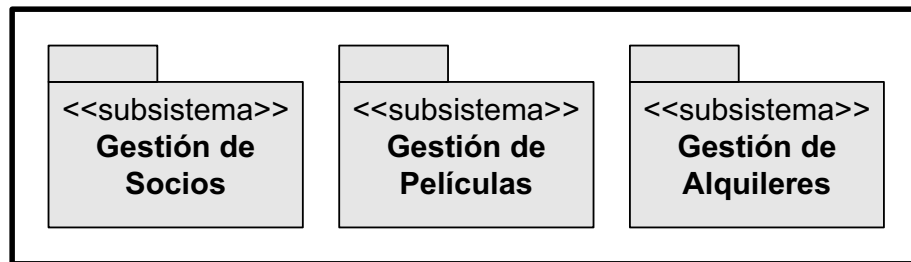 <<subsistema>>
Gestión de
Socios
<<subsistema>>
Gestión de
Películas
<<subsistema>>
Gestión de
Alquileres